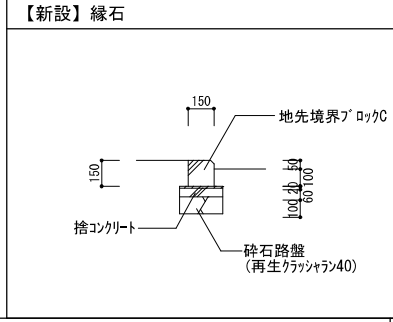 【新設】縁石
150
地先境界ブロックC
150
50
100
20
60
100
捨コンクリート
砕石路盤
(再生クラッシャラン40)